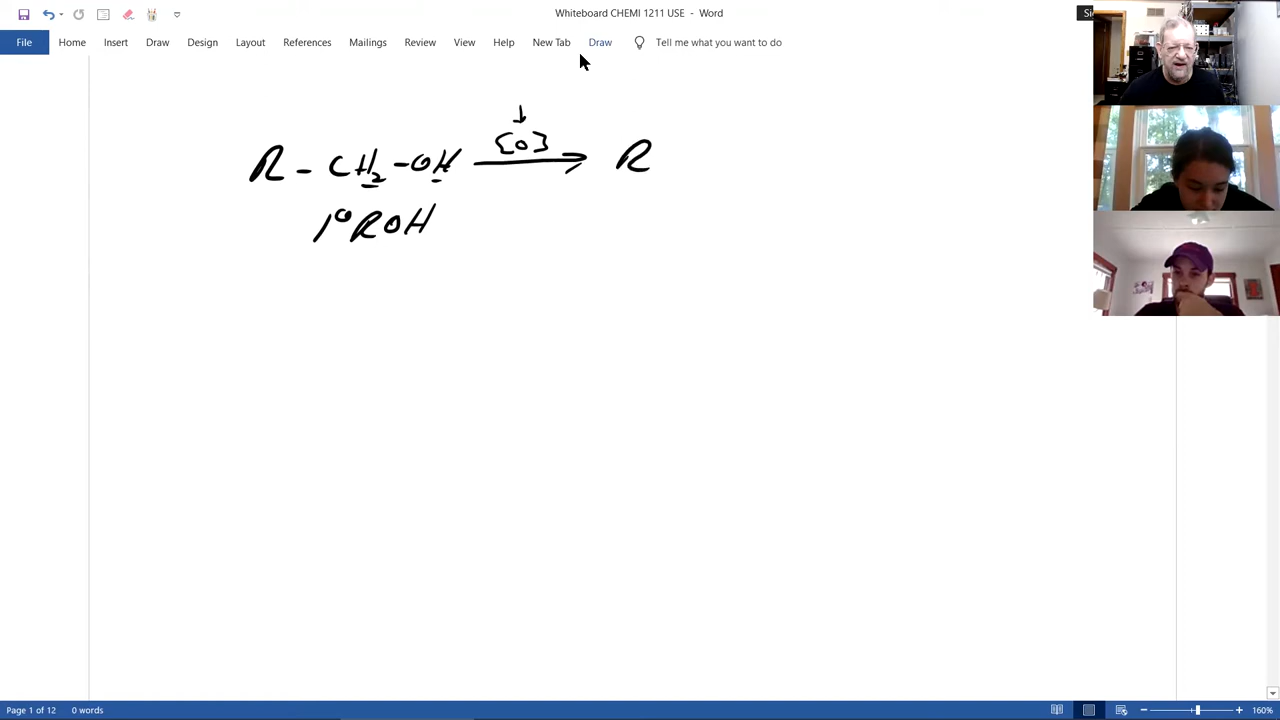 Whiteboard CHEMI 1211 USE - Word
File Home Insert Draw Design Layout References Mailings Review View Help New Tab Draw Tell me what you want to do
↓
R - CH₂ - OH [O] → R
1° ROH
Page 1 of 12 0 words 160%